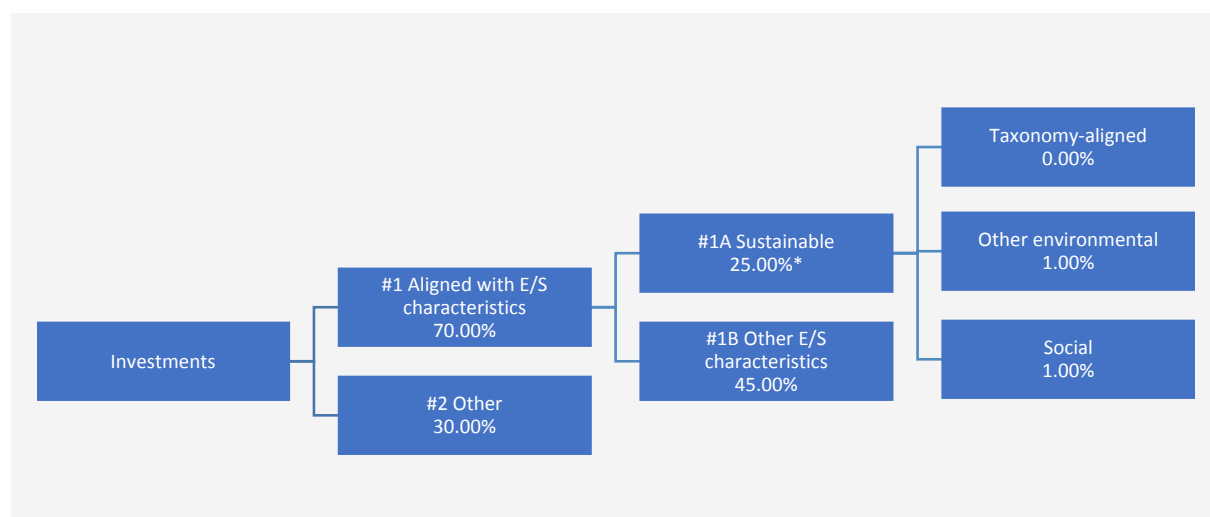 Investments
#1 Aligned with E/S
characteristics
70.00%
#2 Other
30.00%
#1A Sustainable
25.00%*
#1B Other E/S
characteristics
45.00%
Taxonomy-aligned
0.00%
Other environmental
1.00%
Social
1.00%